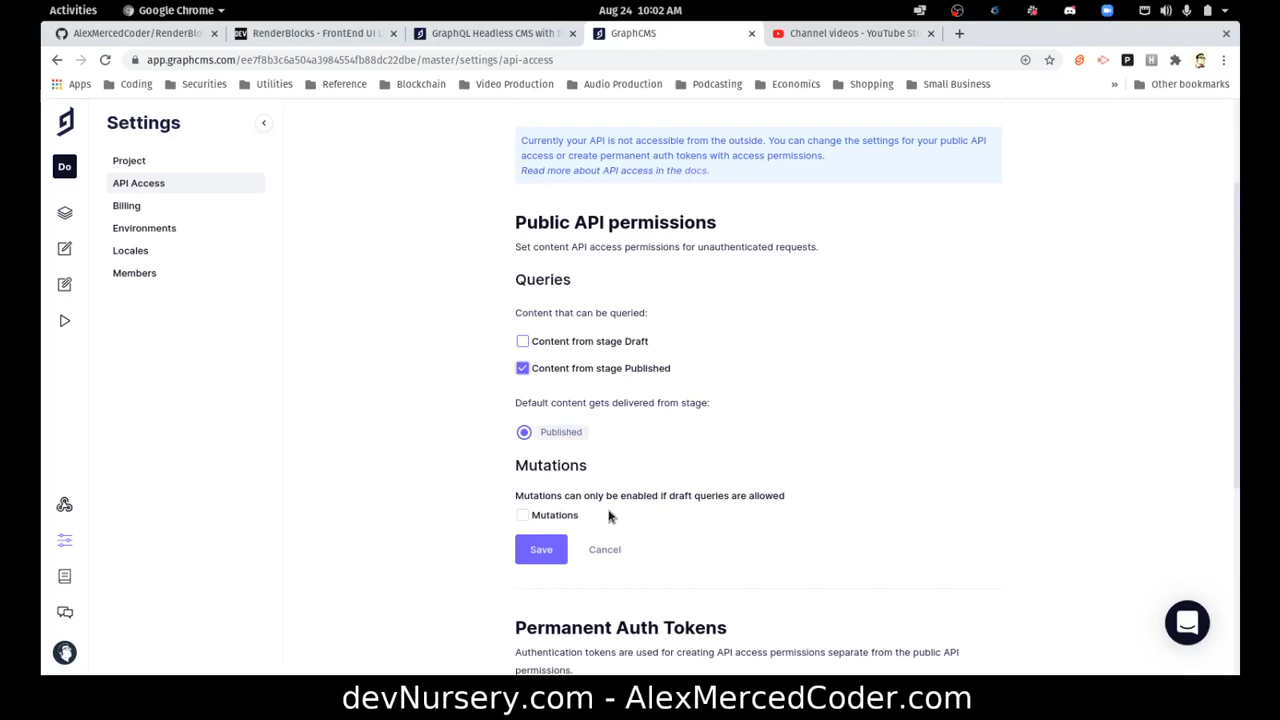 Activities
Google Chrome
Aug 24 10:02 AM
AlexMercedCoder/RenderBlo
DEV
RenderBlocks - FrontEnd UI L
GraphQL Headless CMS with t
GraphCMS
Channel videos - YouTube St
app.graphcms.com/ee7f8b3c6a504a3984554fb88dc22dbe/master/settings/api-access
Apps
Coding
Securities
Utilities
Reference
Blockchain
Video Production
Audio Production
Podcasting
Economics
Shopping
Small Business
»
Other bookmarks
Settings
Do
Project
API Access
Billing
Environments
Locales
Members
Currently your API is not accessible from the outside. You can change the settings for your public API
access or create permanent auth tokens with access permissions.
Read more about API access in the docs.
Public API permissions
Set content API access permissions for unauthenticated requests.
Queries
Content that can be queried:
Content from stage Draft
Content from stage Published
Default content gets delivered from stage:
Published
Mutations
Mutations can only be enabled if draft queries are allowed
Mutations
Save
Cancel
Permanent Auth Tokens
Authentication tokens are used for creating API access permissions separate from the public API
permissions.
devNursery.com - AlexMercedCoder.com